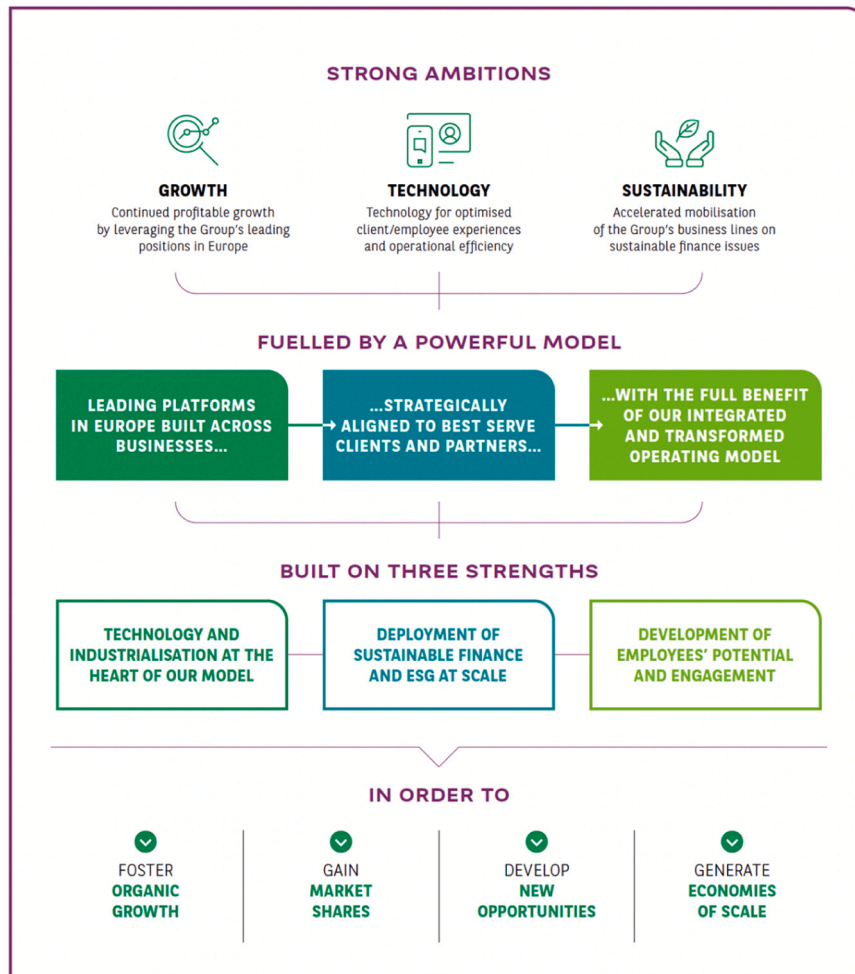 STRONG AMBITIONS
GROWTH
Continued profitable growth
by leveraging the Group's leading
positions in Europe
TECHNOLOGY
Technology for optimised
client/employee experiences
and operational efficiency
SUSTAINABILITY
Accelerated mobilisation
of the Group's business lines on
sustainable finance issues
FUELLED BY A POWERFUL MODEL
LEADING PLATFORMS
IN EUROPE BUILT ACROSS
BUSINESSES...
...STRATEGICALLY
ALIGNED TO BEST SERVE
CLIENTS AND PARTNERS...
...WITH THE FULL BENEFIT
OF OUR INTEGRATED
AND TRANSFORMED
OPERATING MODEL
BUILT ON THREE STRENGTHS
TECHNOLOGY AND
INDUSTRIALISATION AT THE
HEART OF OUR MODEL
DEPLOYMENT OF
SUSTAINABLE FINANCE
AND ESG AT SCALE
DEVELOPMENT OF
EMPLOYEES' POTENTIAL
AND ENGAGEMENT
IN ORDER TO
FOSTER
ORGANIC
GROWTH
GAIN
MARKET
SHARES
DEVELOP
NEW
OPPORTUNITIES
GENERATE
ECONOMIES
OF SCALE